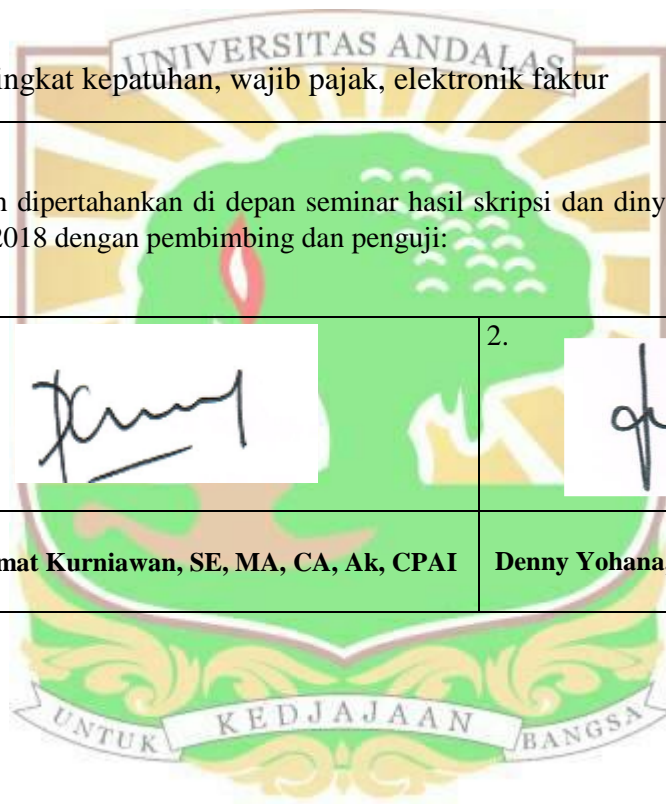 UNIVERSITAS ANDALAS
ingkat kepatuhan, wajib pajak, elektronik faktur
dipertahankan di depan seminar hasil skripsi dan diny
2018 dengan pembimbing dan penguji:
2.
mat Kurniawan, SE, MA, CA, Ak, CPAI
Denny Yohana
UNTUK KEDJAJAAN BANGSA